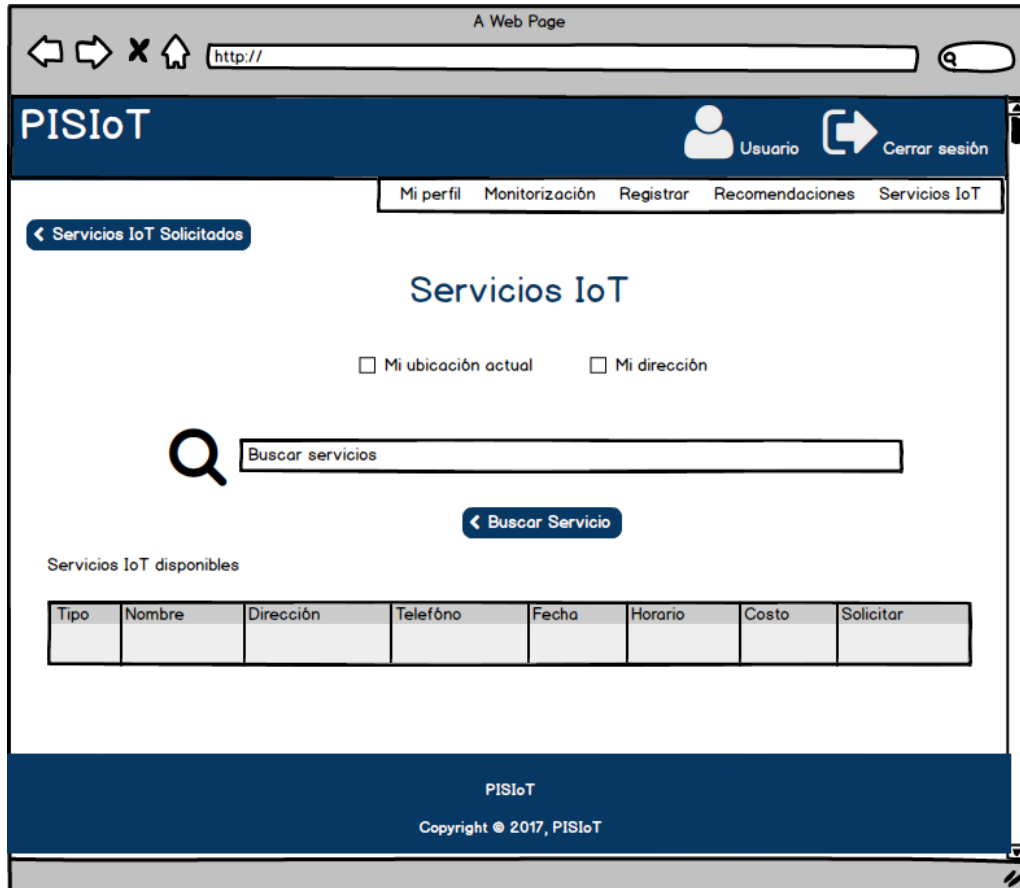 A Web Page
http://
PISIoT
Usuario Cerrar sesión
Mi perfil Monitorización Registrar Recomendaciones Servicios IoT
Servicios IoT Solicitados
Servicios IoT
Mi ubicación actual Mi dirección
Buscar servicios
Buscar Servicio
Servicios IoT disponibles
Tipo Nombre Dirección Telefóno Fecha Horario Costo Solicitar
PISIoT
Copyright © 2017, PISIoT